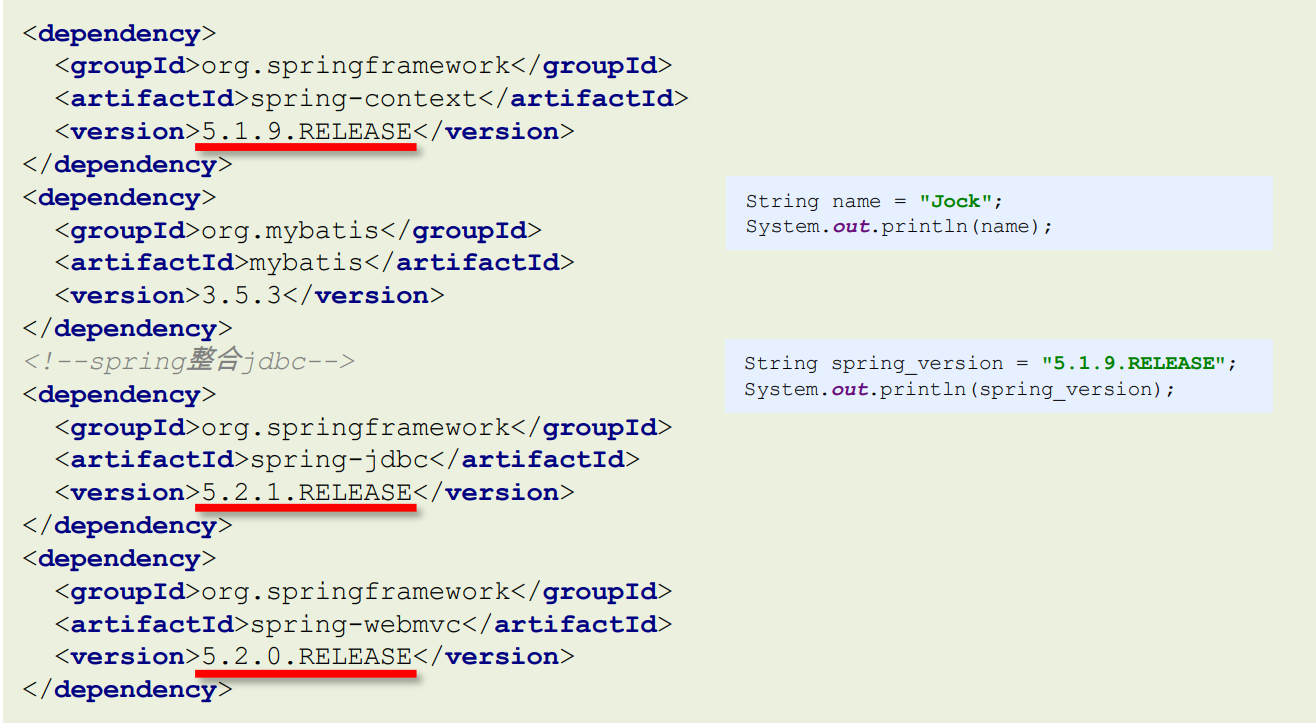 <dependency>
<groupId>org.springframework</groupId>
<artifactId>spring-context</artifactId>
<version>5.1.9.RELEASE</version>
</dependency>
<dependency>
<groupId>org.mybatis</groupId>
<artifactId>mybatis</artifactId>
<version>3.5.3</version>
</dependency>
<!--spring整合jdbc-->
<dependency>
<groupId>org.springframework</groupId>
<artifactId>spring-jdbc</artifactId>
<version>5.2.1.RELEASE</version>
</dependency>
<dependency>
<groupId>org.springframework</groupId>
<artifactId>spring-webmvc</artifactId>
<version>5.2.0.RELEASE</version>
</dependency>
String name = "Jock";
System.out.println(name);
String spring_version = "5.1.9.RELEASE";
System.out.println(spring_version);